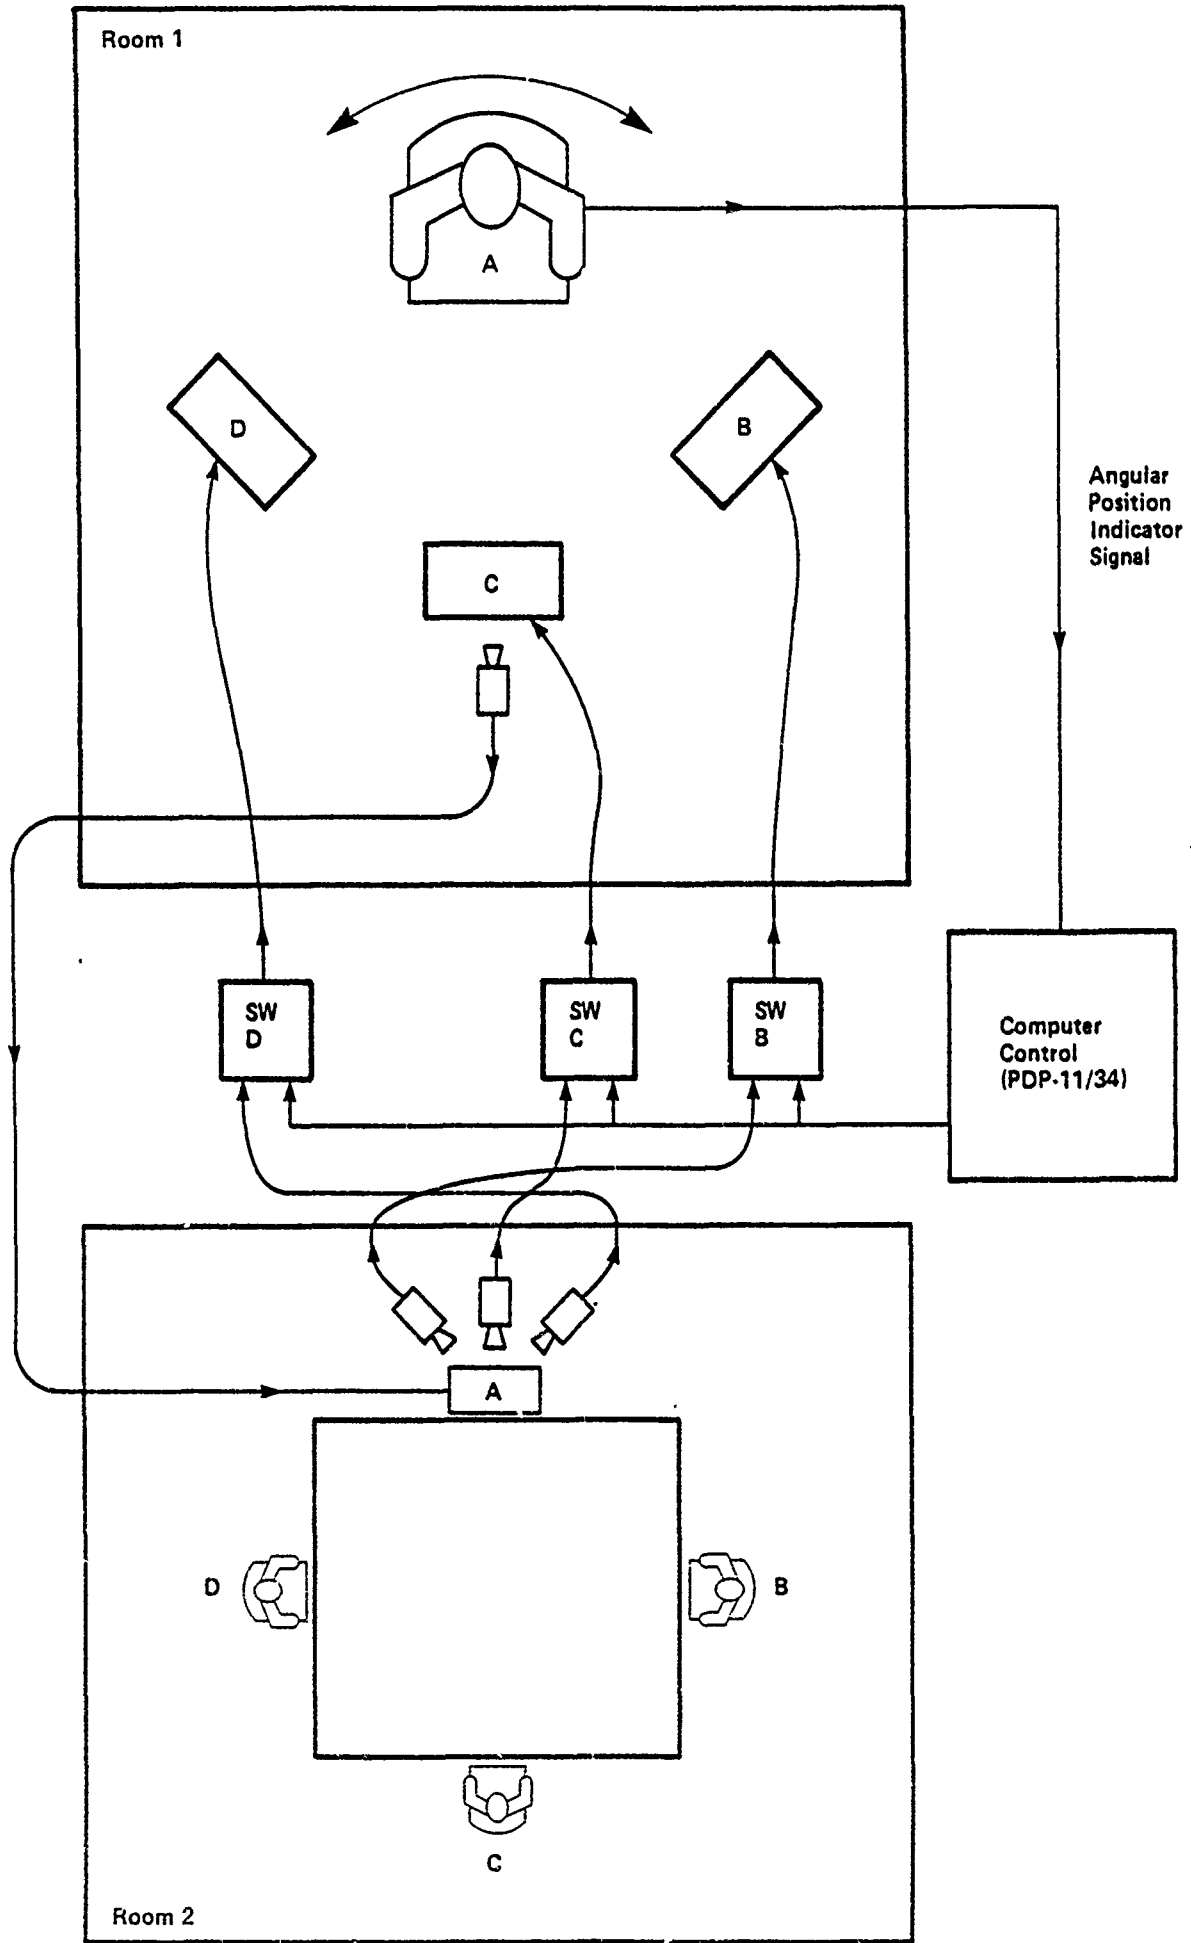 Room 1
A
D
B
Angular
Position
Indicator
Signal
C
SW
D
SW
C
SW
B
Computer
Control
(PDP-11/34)
A
D
B
C
Room 2